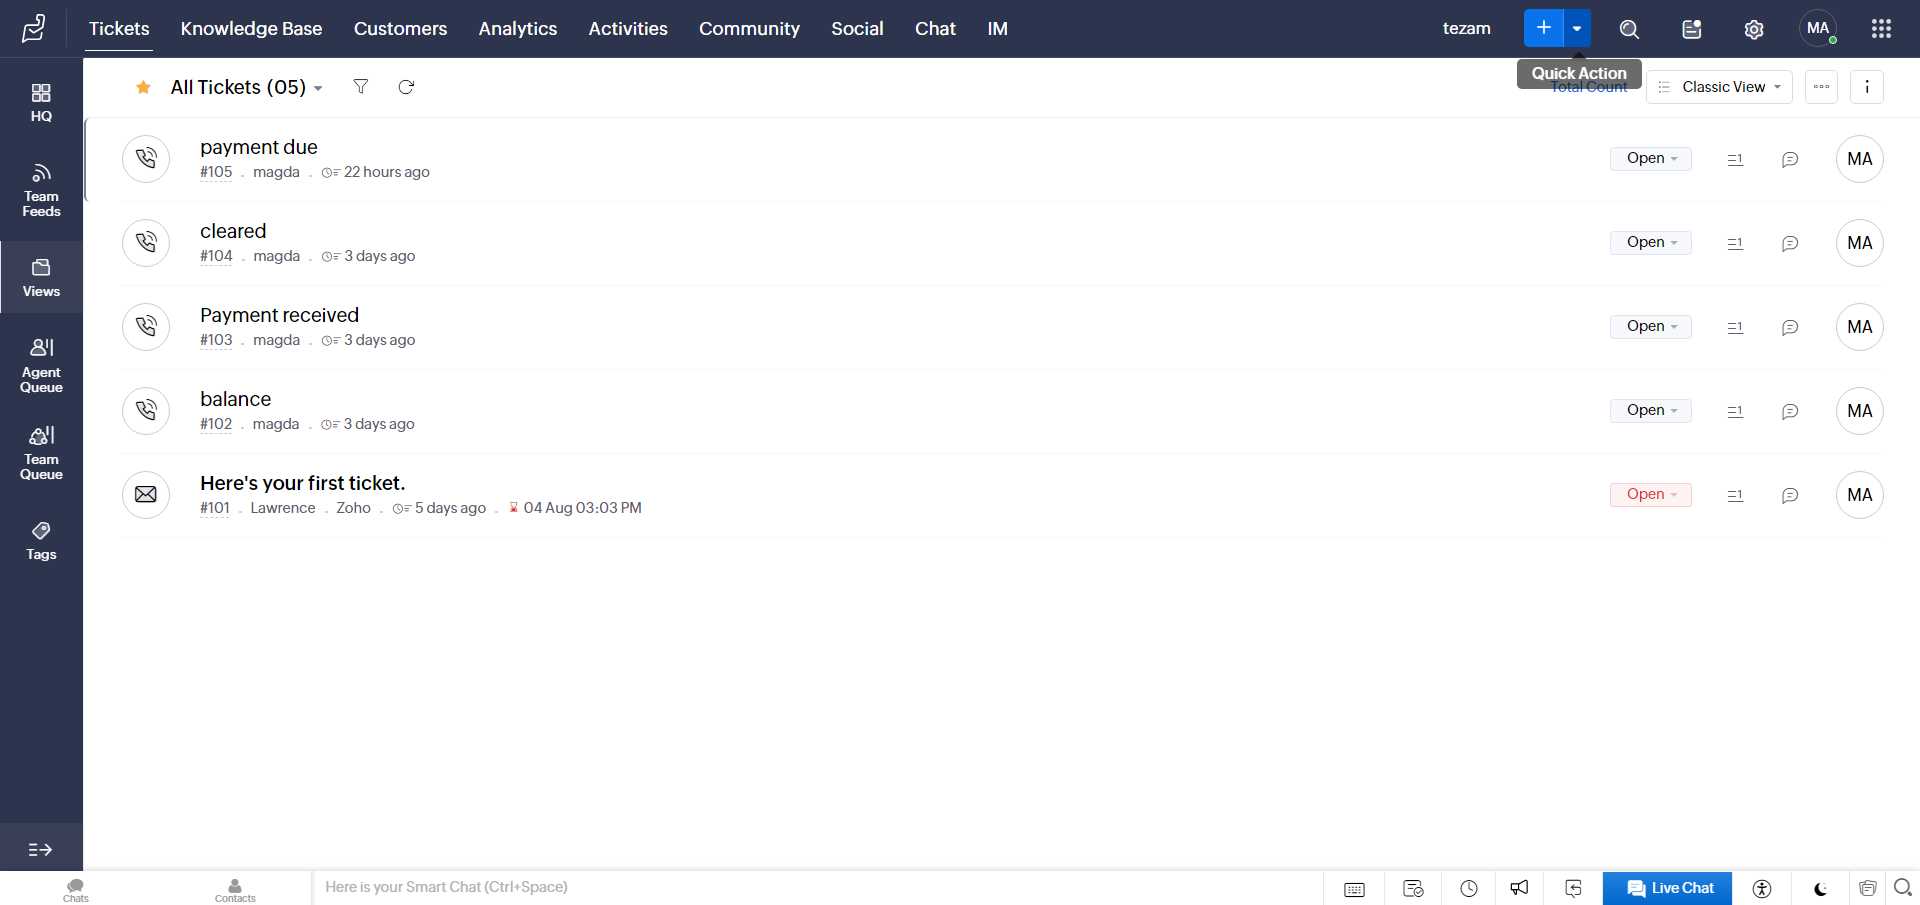 Tickets Knowledge Base Customers Analytics Activities Community Social Chat IM tezam MA
Quick Action
HQ
Team
Feeds
Views
Agent
Queue
Team
Queue
Tags
All Tickets (05) Total Count Classic View
payment due
#105 . magda . 22 hours ago
Open MA
cleared
#104 . magda . 3 days ago
Open MA
Payment received
#103 . magda . 3 days ago
Open MA
balance
#102 . magda . 3 days ago
Open MA
Here's your first ticket.
#101 . Lawrence . Zoho . 5 days ago . 04 Aug 03:03 PM
Open MA
Chats Contacts Here is your Smart Chat (Ctrl+Space) Live Chat